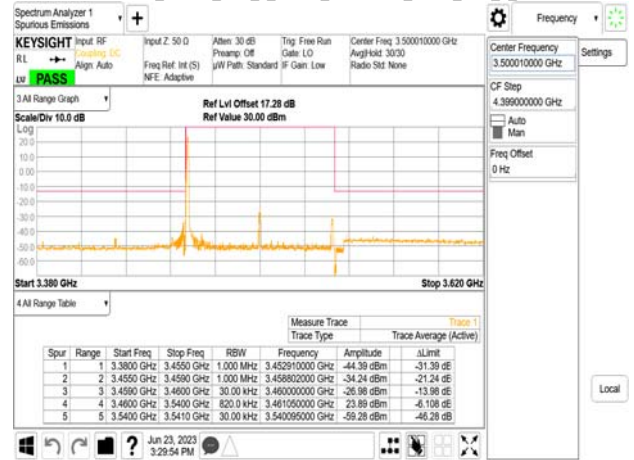 Spectrum Analyzer 1
Spurious Emissions
+
Frequency
KEYSIGHT Input: RF Input Z: 50 Ω Atten: 30 dB Trig: Free Run Center Freq: 3.500010000 GHz
RL Coupling: DC Preamp: Off Gate: LO Avg|Hold: 30/30
Align: Auto Freq Ref: Int (S) µW Path: Standard IF Gain: Low Radio Std: None
PASS NFE: Adaptive
Center Frequency
3.500010000 GHz
Settings
CF Step
4.399000000 GHz
Auto
Man
Freq Offset
0 Hz
3 All Range Graph
Ref Lvl Offset 17.28 dB
Scale/Div 10.0 dB Ref Value 30.00 dBm
Log
20.0
10.0
0.00
-10.0
-20.0
-30.0
-40.0
-50.0
-60.0
Start 3.380 GHz Stop 3.620 GHz
4 All Range Table
Measure Trace Trace 1
Trace Type Trace Average (Active)
Spur Range Start Freq Stop Freq RBW Frequency Amplitude ΔLimit
1 1 3.3800 GHz 3.4550 GHz 1.000 MHz 3.452910000 GHz -44.39 dBm -31.39 dB
2 2 3.4550 GHz 3.4590 GHz 1.000 MHz 3.458802000 GHz -34.24 dBm -21.24 dB
3 3 3.4590 GHz 3.4600 GHz 30.00 kHz 3.460000000 GHz -26.98 dBm -13.98 dB
4 4 3.4600 GHz 3.5400 GHz 820.0 kHz 3.461050000 GHz 23.89 dBm -6.108 dB
5 5 3.5400 GHz 3.5410 GHz 30.00 kHz 3.540095000 GHz -59.28 dBm -46.28 dB
Local
? Jun 23, 2023
3:29:54 PM